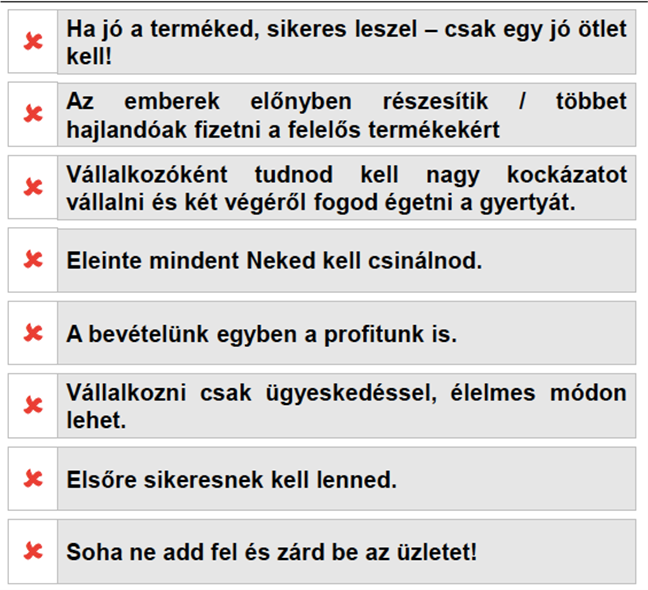 Ha jó a terméked, sikeres leszel – csak egy jó ötlet
kell!
Az emberek előnyben részesítik / többet
hajlandóak fizetni a felelős termékekért
Vállalkozóként tudnod kell nagy kockázatot
vállalni és két végéről fogod égetni a gyertyát.
Eleinte mindent Neked kell csinálnod.
A bevételünk egyben a profitunk is.
Vállalkozni csak ügyeskedéssel, élelmes módon
lehet.
Elsőre sikeresnek kell lenned.
Soha ne add fel és zárd be az üzletet!